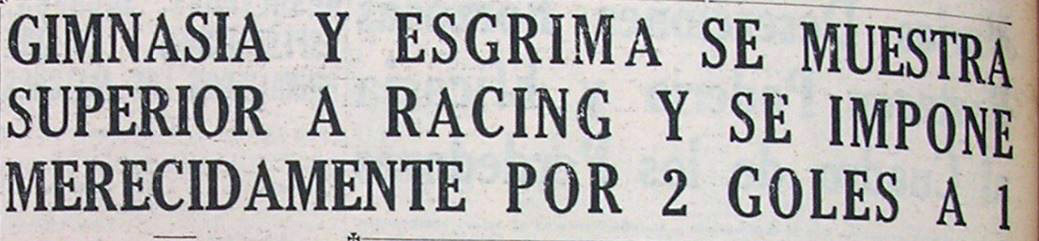 GIMNASIA Y ESGRIMA SE MUESTRA
SUPERIOR A RACING Y SE IMPONE
MERECIDAMENTE POR 2 GOLES A 1